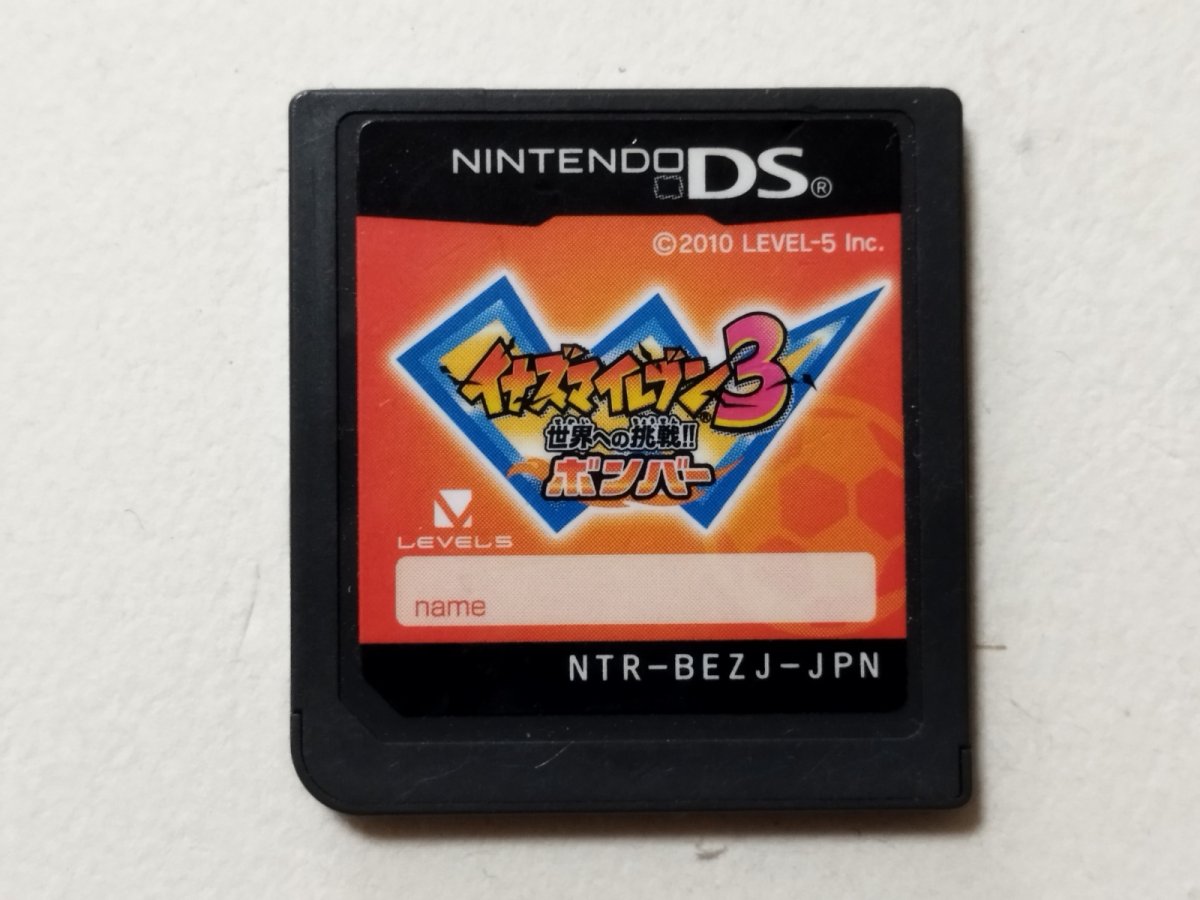 NINTENDO DS®
©2010 LEVEL-5 Inc.
イナズマイレブン3®
世界への挑戦!!
ボンバー
LEVEL5
name
NTR-BEZJ-JPN